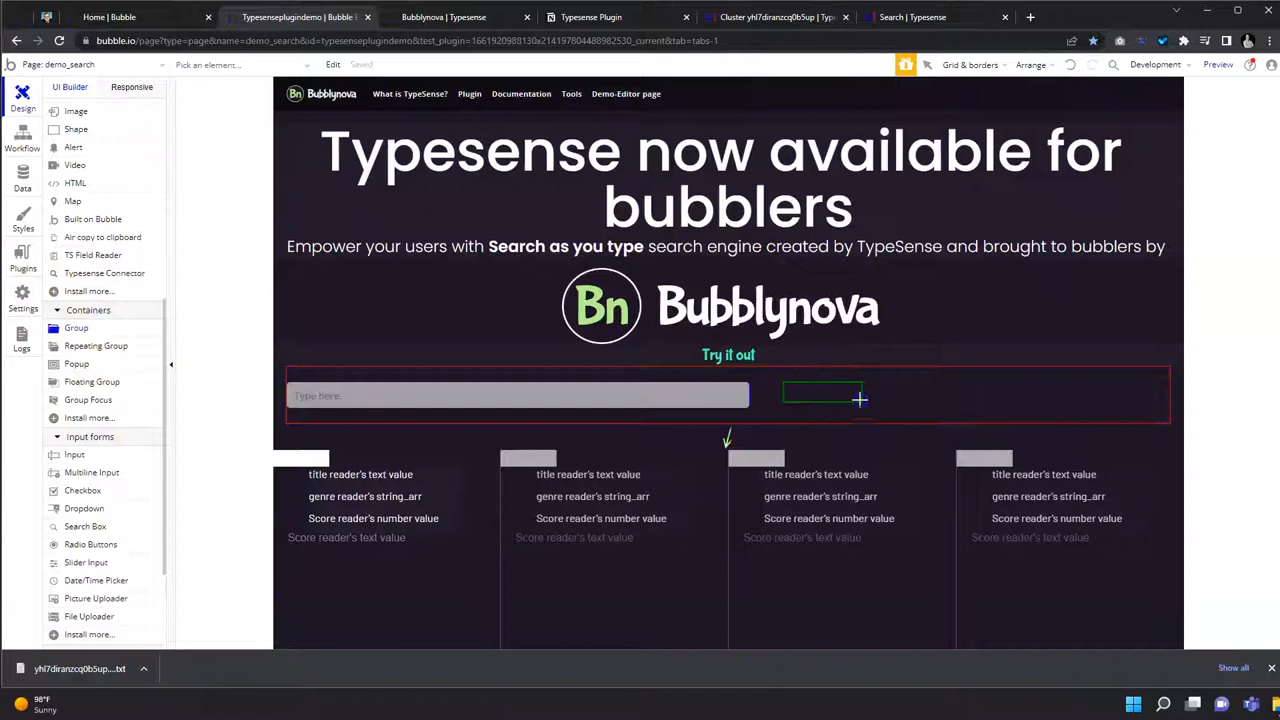 Home | Bubble
Typesenseplugindemo | Bubble E
Bubblynova | Typesense
Typesense Plugin
Cluster yhl7diranzcq0b5up | Type
Search | Typesense
bubble.io/page?type=page&name=demo_search&id=typesenseplugindemo&test_plugin=1661920988130x214197804488982530_current&tab=tabs-1
Page: demo_search
Pick an element...
Edit
Saved
Grid & borders
Arrange
Development
Preview
UI Builder
Responsive
Design
Workflow
Data
Styles
Plugins
Settings
Logs
Image
Shape
Alert
Video
HTML
Map
Built on Bubble
Air copy to clipboard
TS Field Reader
Typesense Connector
Install more...
Containers
Group
Repeating Group
Popup
Floating Group
Group Focus
Install more...
Input forms
Input
Multiline Input
Checkbox
Dropdown
Search Box
Radio Buttons
Slider Input
Date/Time Picker
Picture Uploader
File Uploader
Install more...
Bn Bubblynova
What is TypeSense?
Plugin
Documentation
Tools
Demo-Editor page
Typesense now available for
bubblers
Empower your users with Search as you type search engine created by TypeSense and brought to bubblers by
Bn Bubblynova
Try it out
Type here.
title reader's text value
genre reader's string_arr
Score reader's number value
Score reader's text value
title reader's text value
genre reader's string_arr
Score reader's number value
Score reader's text value
title reader's text value
genre reader's string_arr
Score reader's number value
Score reader's text value
title reader's text value
genre reader's string_arr
Score reader's number value
Score reader's text value
yhl7diranzcq0b5up....txt
Show all
98°F
Sunny